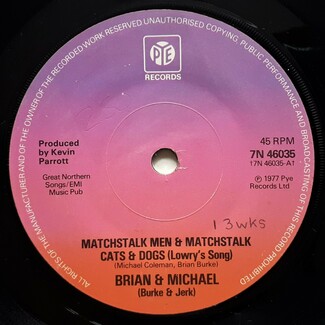 ALL RIGHTS OF THE MANUFACTURER AND OF THE OWNER OF THE RECORDED WORK RESERVED UNAUTHORISED COPYING, PUBLIC PERFORMANCE AND BROADCASTING OF THIS RECORD PROHIBITED
PYE
RECORDS
Produced
by Kevin
Parrott
Great Northern
Songs/EMI
Music Pub
45 RPM
7N 46035
17N 46035-A1
℗ 1977 Pye
Records Ltd
13 WKS
MATCHSTALK MEN & MATCHSTALK
CATS & DOGS (Lowry's Song)
(Michael Coleman, Brian Burke)
BRIAN & MICHAEL
(Burke & Jerk)